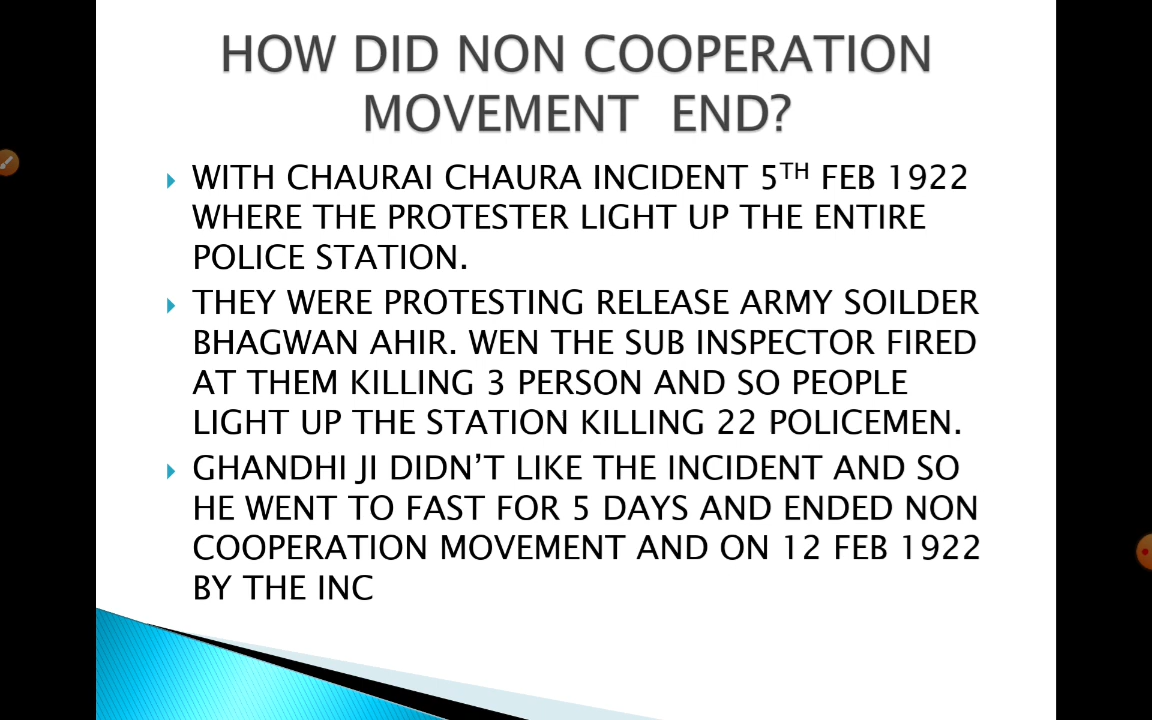 HOW DID NON COOPERATION
MOVEMENT END?
WITH CHAURAI CHAURA INCIDENT 5TH FEB 1922
WHERE THE PROTESTER LIGHT UP THE ENTIRE
POLICE STATION.
THEY WERE PROTESTING RELEASE ARMY SOILDER
BHAGWAN AHIR. WEN THE SUB INSPECTOR FIRED
AT THEM KILLING 3 PERSON AND SO PEOPLE
LIGHT UP THE STATION KILLING 22 POLICEMEN.
GHANDHI JI DIDN’T LIKE THE INCIDENT AND SO
HE WENT TO FAST FOR 5 DAYS AND ENDED NON
COOPERATION MOVEMENT AND ON 12 FEB 1922
BY THE INC